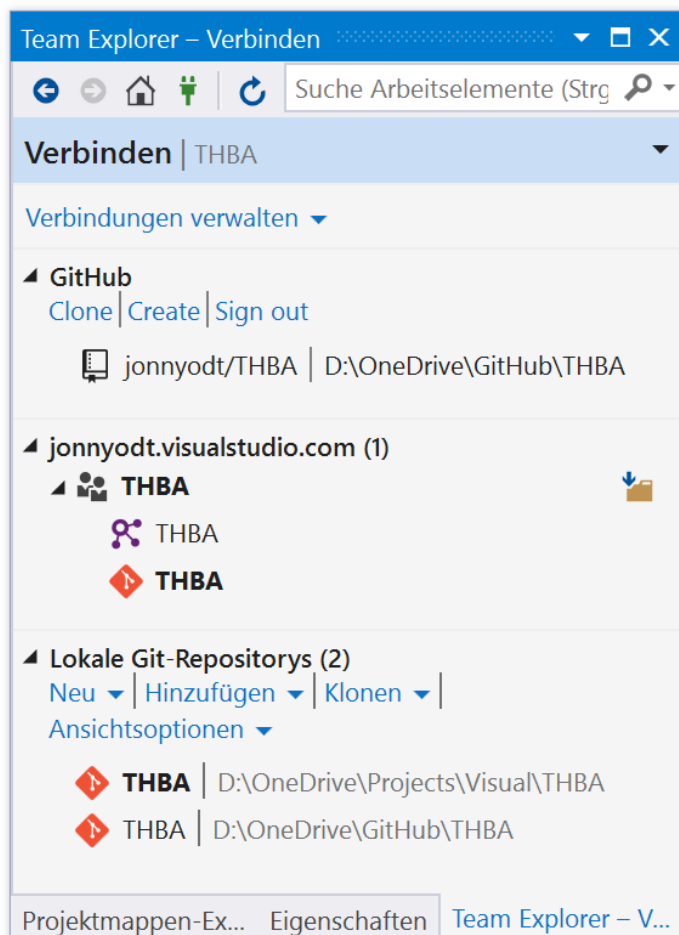 Team Explorer – Verbinden
Suche Arbeitselemente (Strg
Verbinden | THBA
Verbindungen verwalten
GitHub
Clone | Create | Sign out
jonnyodt/THBA | D:\OneDrive\GitHub\THBA
jonnyodt.visualstudio.com (1)
THBA
THBA
THBA
Lokale Git-Repositorys (2)
Neu | Hinzufügen | Klonen |
Ansichtsoptionen
THBA | D:\OneDrive\Projects\Visual\THBA
THBA | D:\OneDrive\GitHub\THBA
Projektmappen-Ex... Eigenschaften Team Explorer – V...